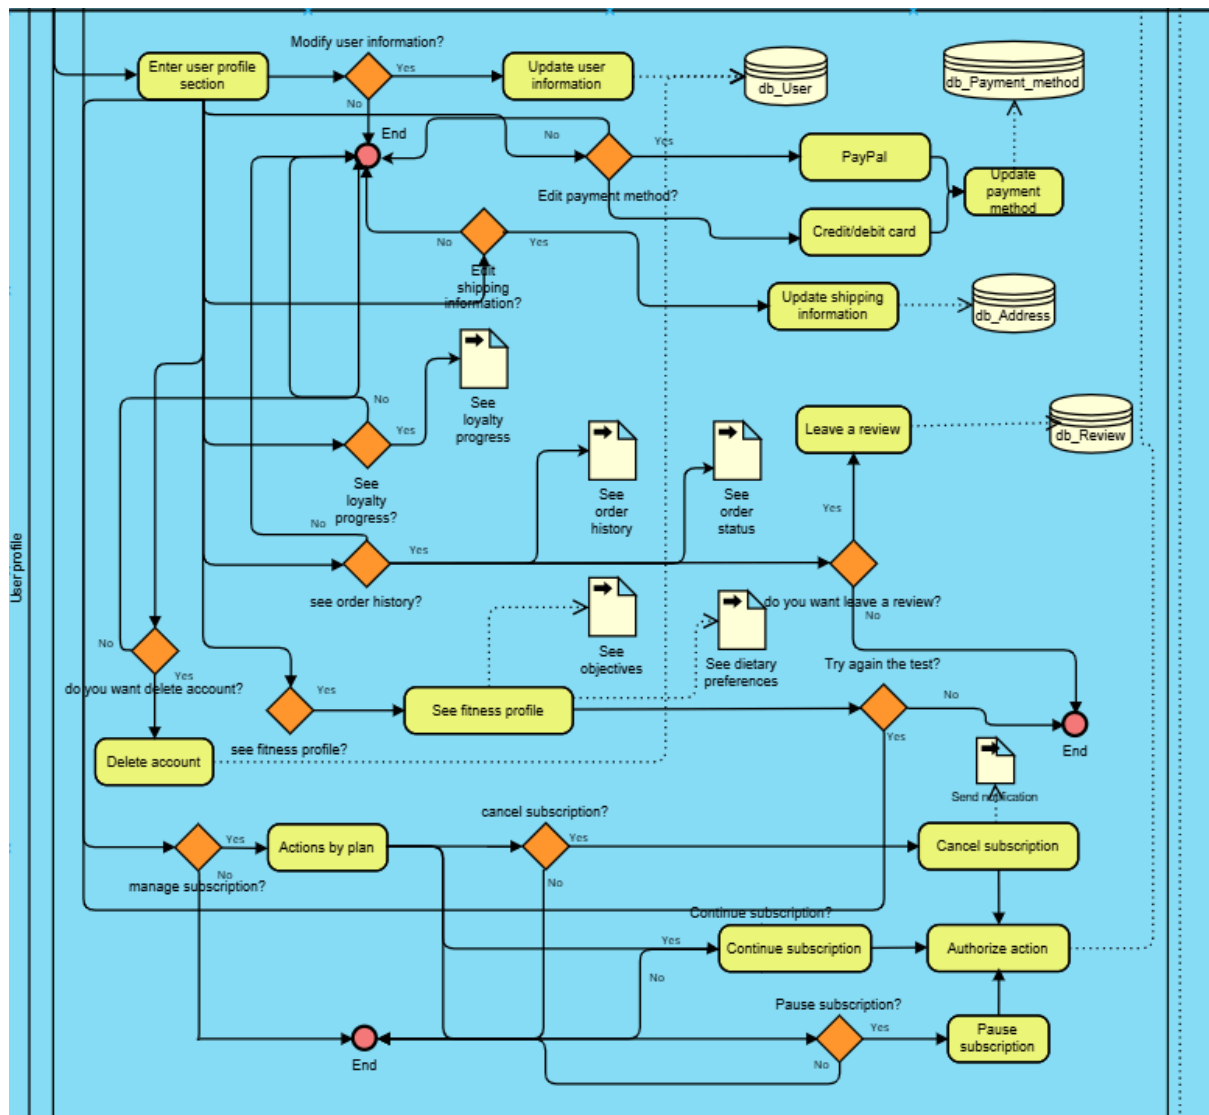 Modify user information?
Enter user profile
section
Yes
Update user
information
db_User
db_Payment_method
No
End
No
Yes
PayPal
Edit payment method?
Update
payment
method
Credit/debit card
No
Yes
Edit
shipping
information?
Update shipping
information
db_Address
See
loyalty
progress
No
Yes
See
loyalty
progress?
Leave a review
db_Review
See
order
history
See
order
status
Yes
No
Yes
see order history?
do you want leave a review?
No
User profile
See
objectives
See dietary
preferences
Try again the test?
No
Yes
do you want delete account?
Yes
See fitness profile
see fitness profile?
No
Yes
End
Delete account
Send notification
cancel subscription?
Yes
Actions by plan
Yes
Cancel subscription
No
manage subscription?
No
Continue subscription?
Yes
Continue subscription
Authorize action
No
Pause subscription?
Yes
Pause
subscription
End
No